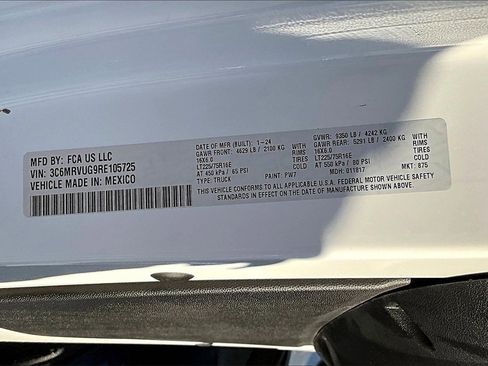 MFD BY: FCA US LLC
VIN: 3C6MRVUG9RE105725
VEHICLE MADE IN: MEXICO
DATE OF MFR (BUILT): 1-24
GAWR FRONT: 4629 LB / 2100 KG WITH
16X6.0 RIMS
LT225/75R16E TIRES
AT 450 kPa / 65 PSI COLD
TYPE: TRUCK PAINT: PW7
GVWR: 9350 LB / 4242 KG
GAWR REAR: 5291 LB / 2400 KG WITH
16X6.0 RIMS
LT225/75R16E TIRES
AT 550 kPa / 80 PSI COLD
MDH: 011817 MKT: 875
THIS VEHICLE CONFORMS TO ALL APPLICABLE U.S.A. FEDERAL MOTOR VEHICLE SAFETY STANDARDS
IN EFFECT ON THE DATE OF MANUFACTURE SHOWN ABOVE.